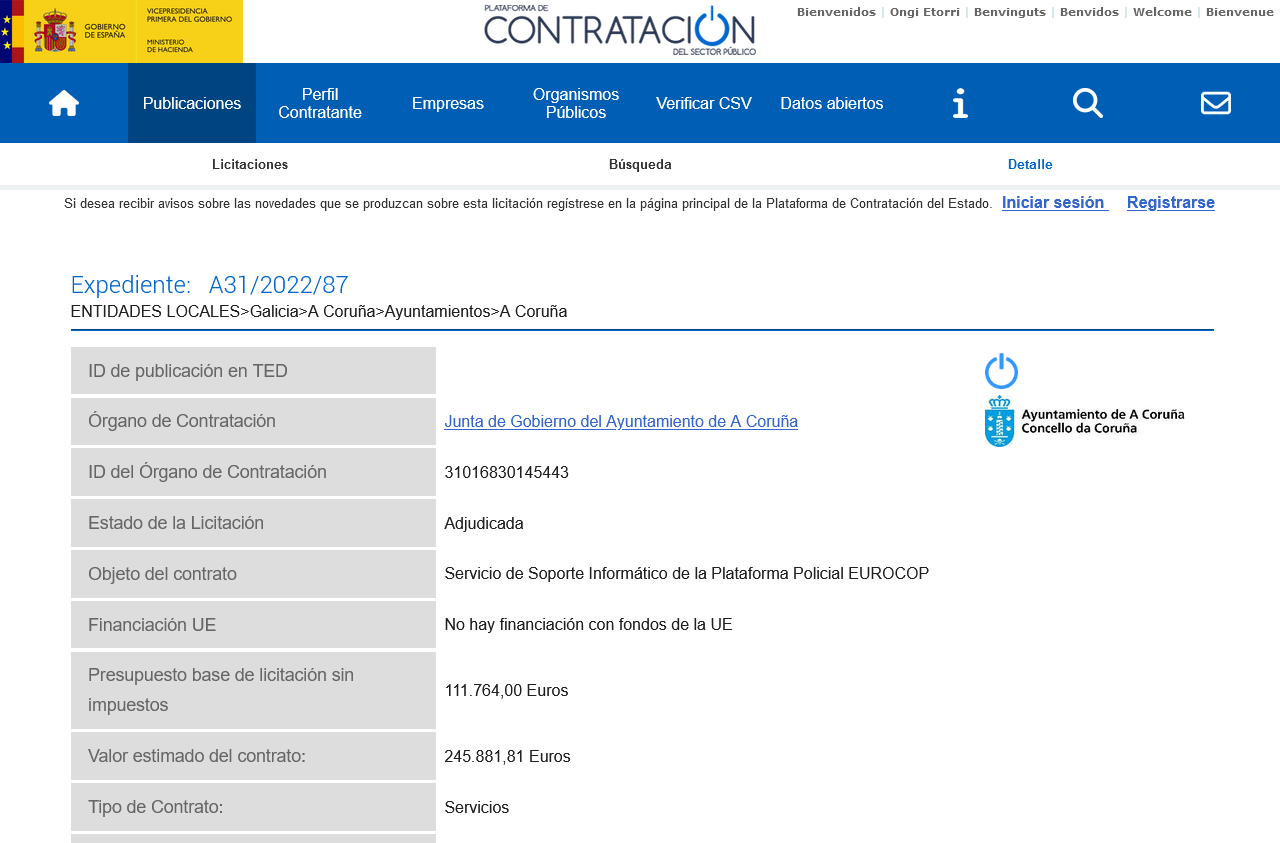 GOBIERNO
DE ESPAÑA
VICEPRESIDENCIA
PRIMERA DEL GOBIERNO
MINISTERIO
DE HACIENDA
PLATAFORMA DE
CONTRATACIÓN
DEL SECTOR PÚBLICO
Bienvenidos | Ongi Etorri | Benvinguts | Benvidos | Welcome | Bienvenue
Publicaciones
Perfil
Contratante
Empresas
Organismos
Públicos
Verificar CSV
Datos abiertos
Licitaciones
Búsqueda
Detalle
Si desea recibir avisos sobre las novedades que se produzcan sobre esta licitación regístrese en la página principal de la Plataforma de Contratación del Estado. Iniciar sesión Registrarse
Expediente: A31/2022/87
ENTIDADES LOCALES>Galicia>A Coruña>Ayuntamientos>A Coruña
ID de publicación en TED
Órgano de Contratación Junta de Gobierno del Ayuntamiento de A Coruña
Ayuntamiento de A Coruña
Concello da Coruña
ID del Órgano de Contratación 31016830145443
Estado de la Licitación Adjudicada
Objeto del contrato Servicio de Soporte Informático de la Plataforma Policial EUROCOP
Financiación UE No hay financiación con fondos de la UE
Presupuesto base de licitación sin
impuestos
111.764,00 Euros
Valor estimado del contrato: 245.881,81 Euros
Tipo de Contrato: Servicios